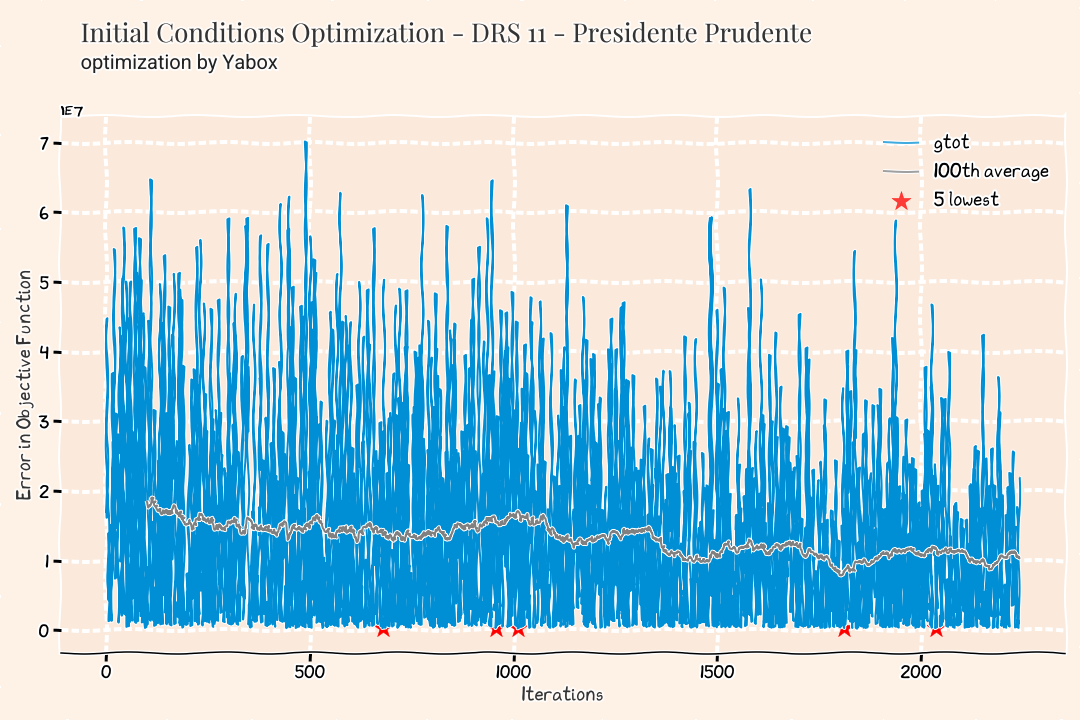 Initial Conditions Optimization - DRS 11 - Presidente Prudente
optimization by Yabox
1E7
7
6
5
4
3
2
1
0
Error in Objective Function
gtot
100th average
5 lowest
0 500 1000 1500 2000
Iterations